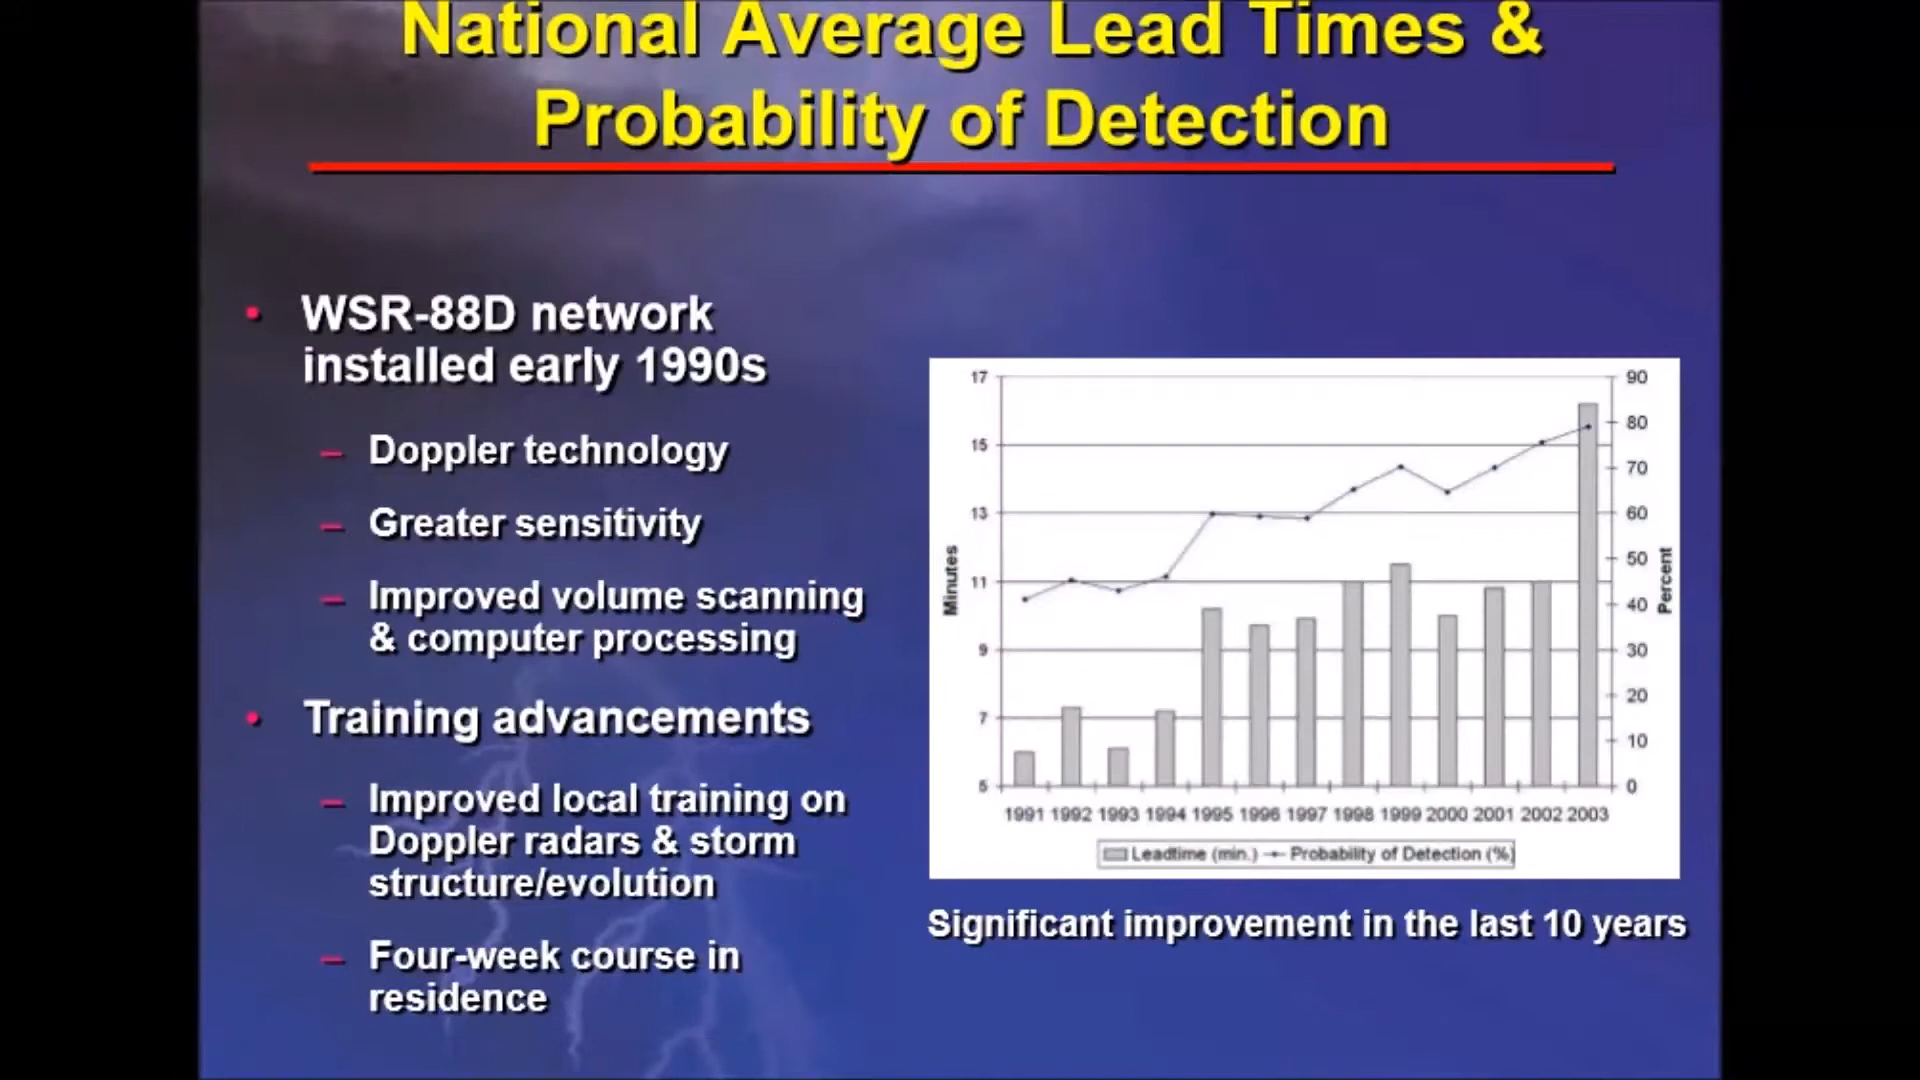 National Average Lead Times &
Probability of Detection
• WSR-88D network
installed early 1990s
– Doppler technology
– Greater sensitivity
– Improved volume scanning
& computer processing
• Training advancements
– Improved local training on
Doppler radars & storm
structure/evolution
– Four-week course in
residence
17
15
13
11
9
7
5
Minutes
90
80
70
60
50
40
30
20
10
0
Percent
1991 1992 1993 1994 1995 1996 1997 1998 1999 2000 2001 2002 2003
Leadtime (min.) Probability of Detection (%)
Significant improvement in the last 10 years